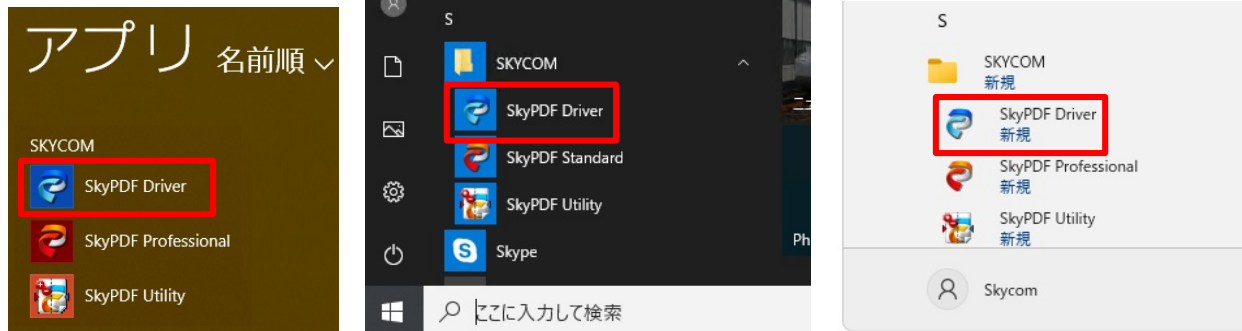 アプリ 名前順
SKYCOM
SkyPDF Driver
SkyPDF Professional
SkyPDF Utility
S
SKYCOM
SkyPDF Driver
SkyPDF Standard
SkyPDF Utility
Skype
Ph
ここに入力して検索
S
SKYCOM
新規
SkyPDF Driver
新規
SkyPDF Professional
新規
SkyPDF Utility
新規
Skycom